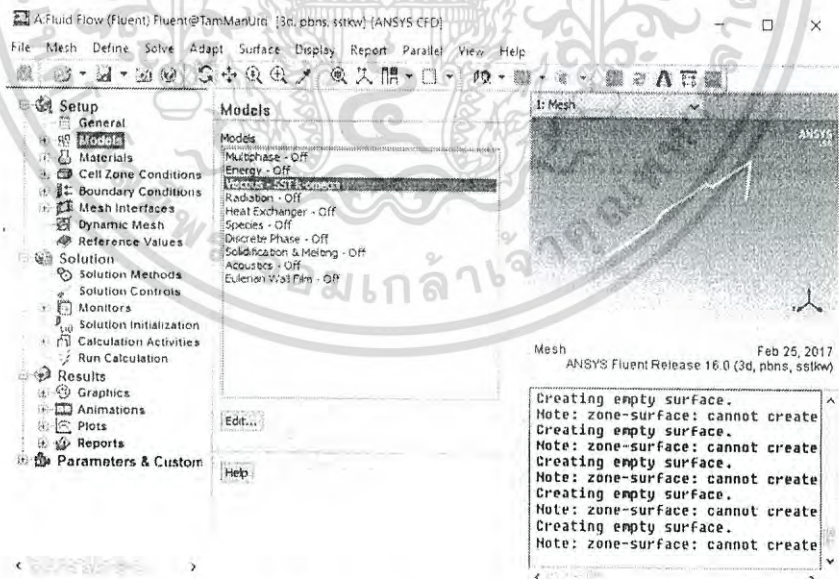 A:Fluid Flow (Fluent) Fluent@TamManUtd [3d, pbns, sstkw] [ANSYS CFD]
File Mesh Define Solve Adapt Surface Display Report Parallel View Help
Setup
General
Models
Materials
Cell Zone Conditions
Boundary Conditions
Mesh Interfaces
Dynamic Mesh
Reference Values
Solution
Solution Methods
Solution Controls
Monitors
Solution Initialization
Calculation Activities
Run Calculation
Results
Graphics
Animations
Plots
Reports
Parameters & Custom
Models
Models
Multiphase - Off
Energy - Off
Viscous - SST k-omega
Radiation - Off
Heat Exchanger - Off
Species - Off
Discrete Phase - Off
Solidification & Melting - Off
Acoustics - Off
Eulerian Wall Film - Off
Edit...
Help
1: Mesh
ANSYS
Mesh Feb 25, 2017
ANSYS Fluent Release 16.0 (3d, pbns, sstkw)
Creating empty surface.
Note: zone-surface: cannot create
Creating empty surface.
Note: zone-surface: cannot create
Creating empty surface.
Note: zone-surface: cannot create
Creating empty surface.
Note: zone-surface: cannot create
Creating empty surface.
Note: zone-surface: cannot create